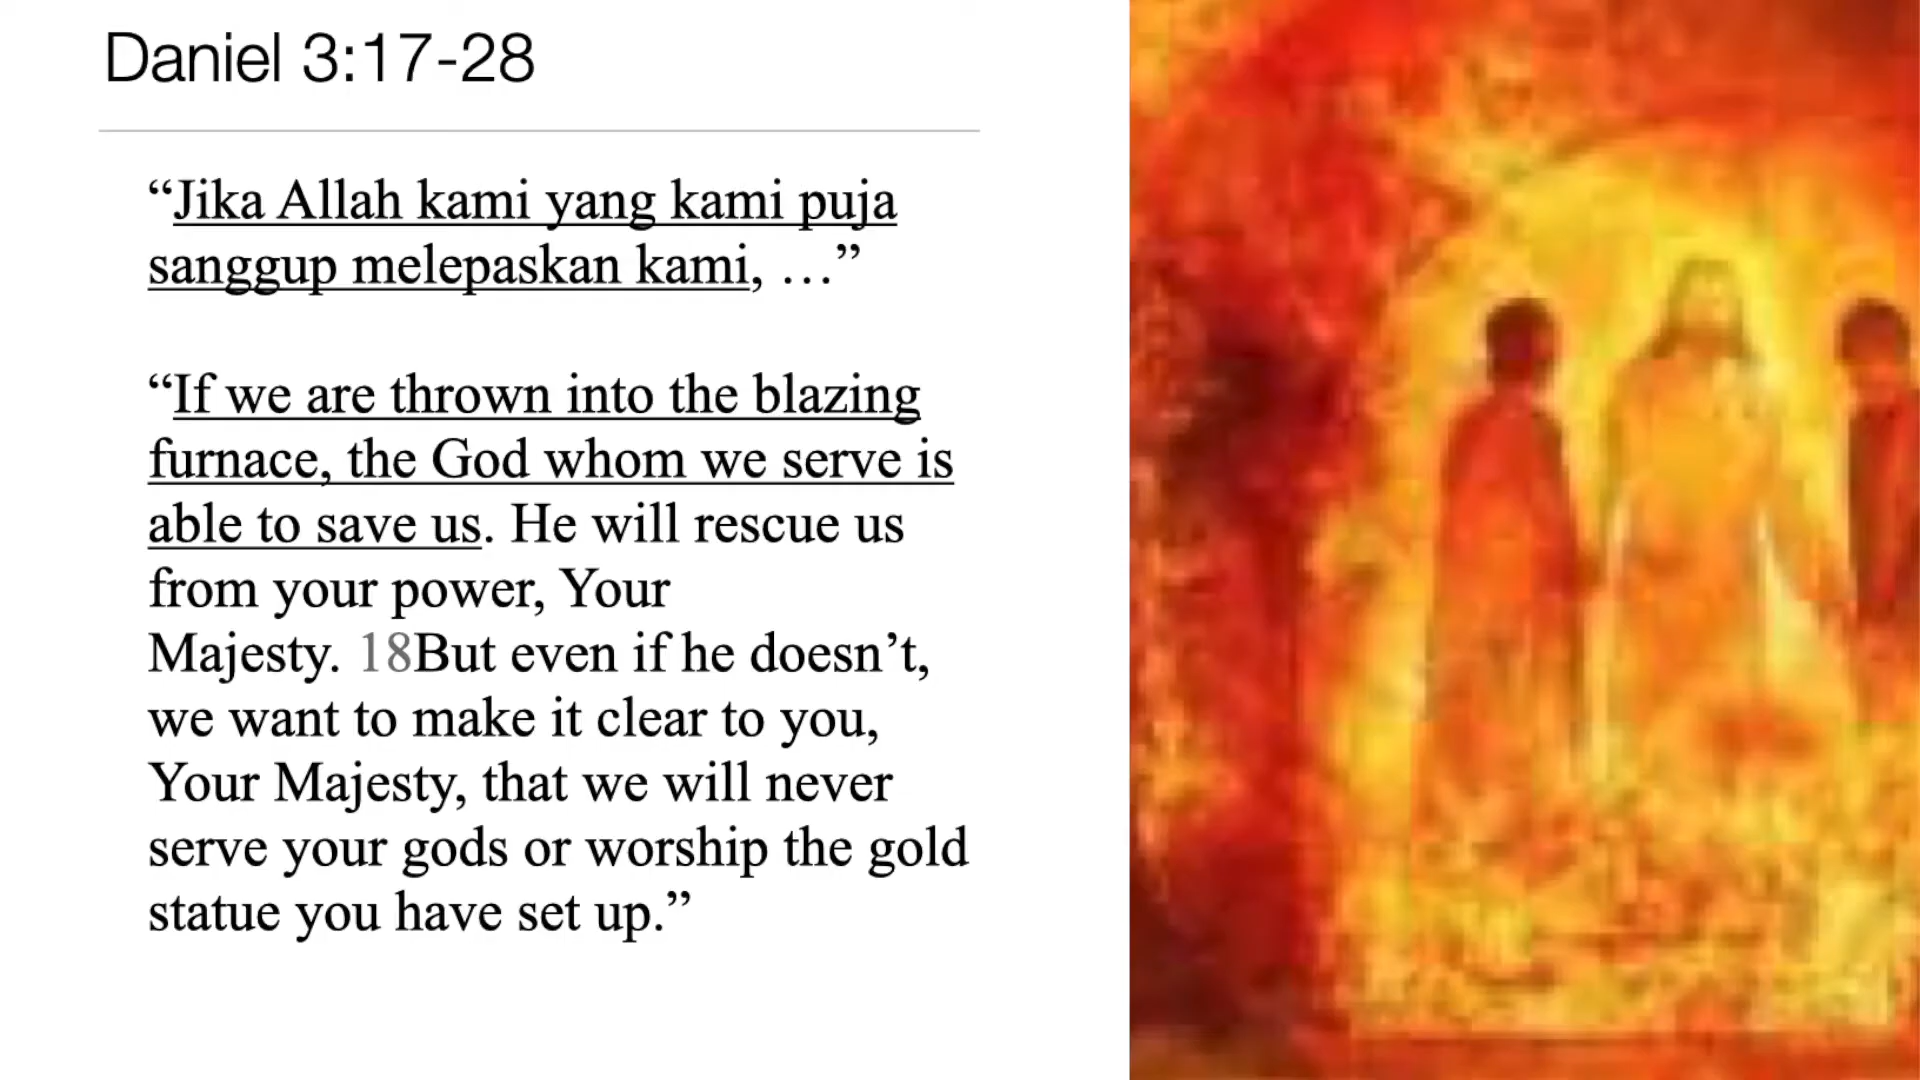 Daniel 3:17-28
“Jika Allah kami yang kami puja
sanggup melepaskan kami, …”
“If we are thrown into the blazing
furnace, the God whom we serve is
able to save us. He will rescue us
from your power, Your
Majesty. 18But even if he doesn’t,
we want to make it clear to you,
Your Majesty, that we will never
serve your gods or worship the gold
statue you have set up.”